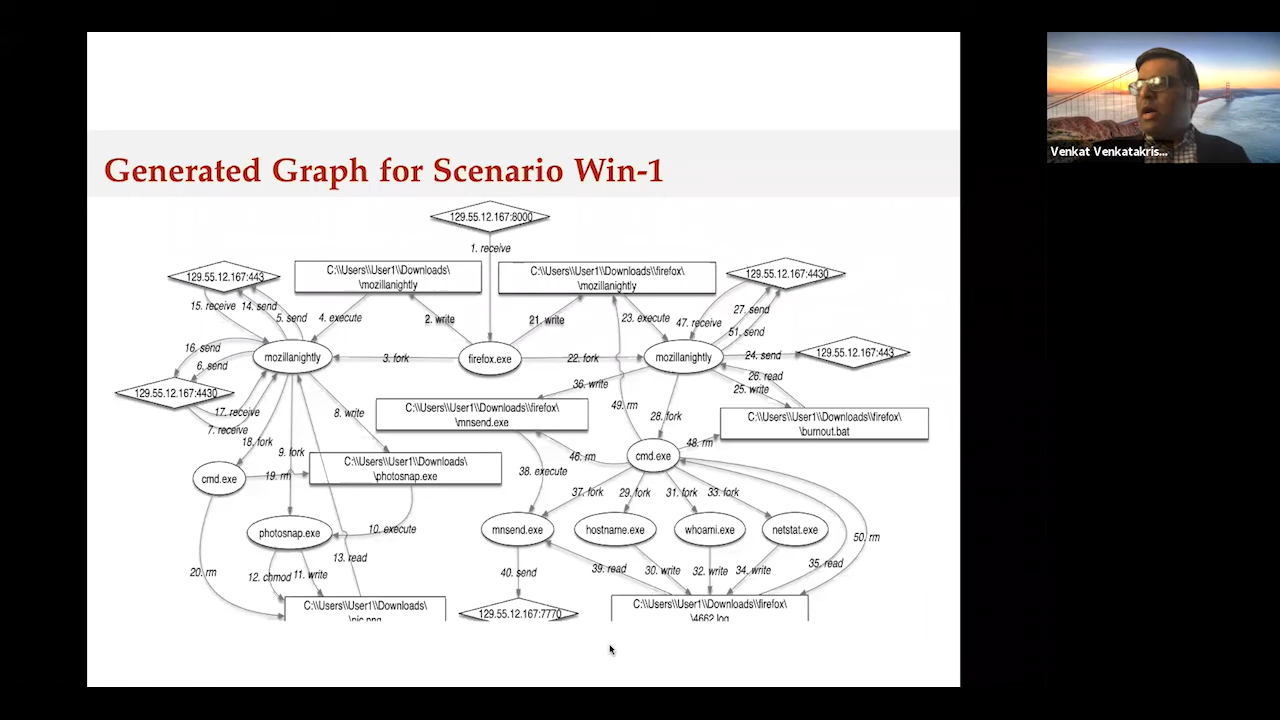 Generated Graph for Scenario Win-1
129.55.12.167:8000
1. receive
129.55.12.167:443
C:\\Users\\User1\\Downloads\
\mozillanightly
C:\\Users\\User1\\Downloads\\firefox\
\mozillanightly
129.55.12.167:4430
15. receive
14. send
5. send
4. execute
2. write
21. write
23. execute
47. receive
27. send
51. send
16. send
6. send
mozillanightly
3. fork
firefox.exe
22. fork
mozillanightly
24. send
129.55.12.167:443
26. read
25. write
129.55.12.167:4430
36. write
17. receive
7. receive
8. write
C:\\Users\\User1\\Downloads\\firefox\
\mnsend.exe
49. rm
28. fork
C:\\Users\\User1\\Downloads\\firefox\
\burnout.bat
18. fork
9. fork
48. rm
46. rm
cmd.exe
cmd.exe
19. rm
C:\\Users\\User1\\Downloads\
\photosnap.exe
38. execute
37. fork
29. fork
31. fork
33. fork
photosnap.exe
10. execute
mnsend.exe
hostname.exe
whoami.exe
netstat.exe
50. rm
20. rm
12. chmod
11. write
13. read
40. send
39. read
30. write
32. write
34. write
35. read
C:\\Users\\User1\\Downloads\
\pic.png
129.55.12.167:7770
C:\\Users\\User1\\Downloads\\firefox\
\4662.log
Venkat Venkatakris...